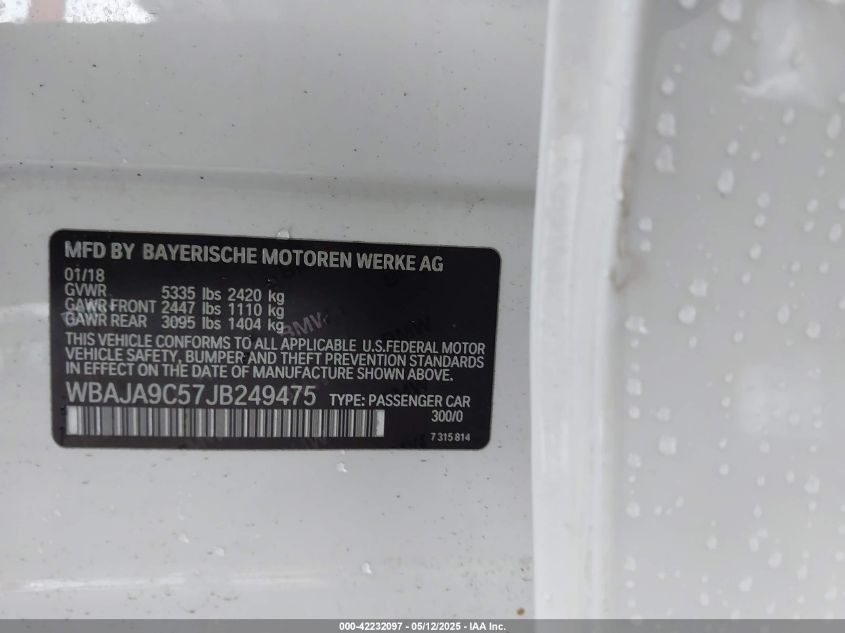 MFD BY BAYERISCHE MOTOREN WERKE AG
01/18
GVWR 5335 lbs 2420 kg
GAWR FRONT 2447 lbs 1110 kg
GAWR REAR 3095 lbs 1404 kg
THIS VEHICLE CONFORMS TO ALL APPLICABLE U.S.FEDERAL MOTOR
VEHICLE SAFETY, BUMPER AND THEFT PREVENTION STANDARDS
IN EFFECT ON THE DATE OF MANUFACTURE SHOWN ABOVE.
WBAJA9C57JB249475 TYPE: PASSENGER CAR
300/0
7 315 814
000-42232097 - 05/12/2025 - IAA Inc.